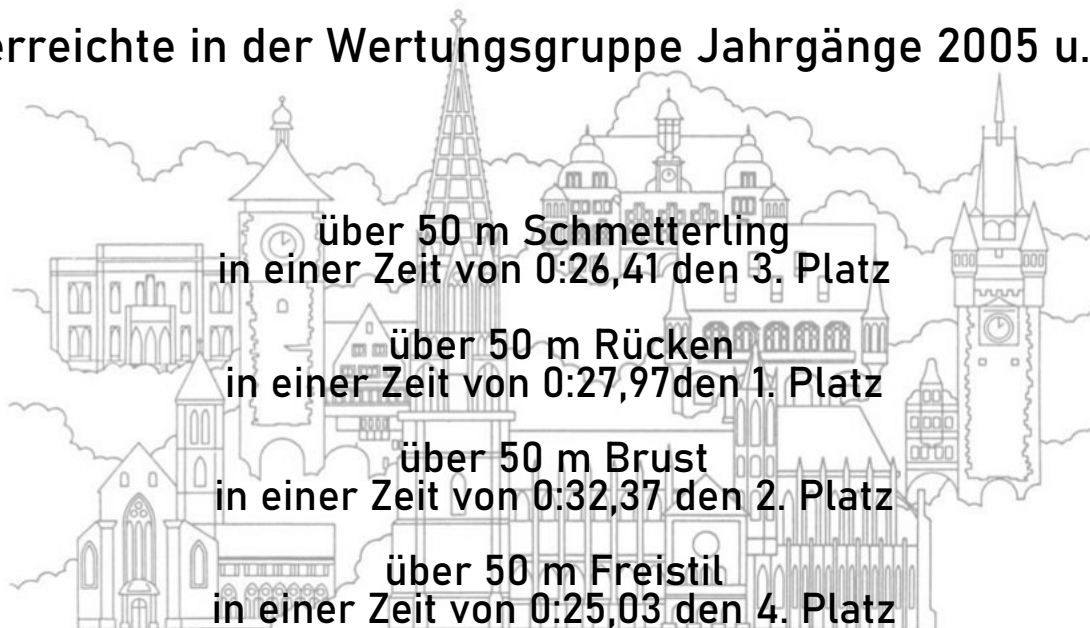 erreichte in der Wertungsgruppe Jahrgänge 2005 u.
über 50 m Schmetterling
in einer Zeit von 0:26,41 den 3. Platz
über 50 m Rücken
in einer Zeit von 0:27,97den 1. Platz
über 50 m Brust
in einer Zeit von 0:32,37 den 2. Platz
über 50 m Freistil
in einer Zeit von 0:25,03 den 4. Platz